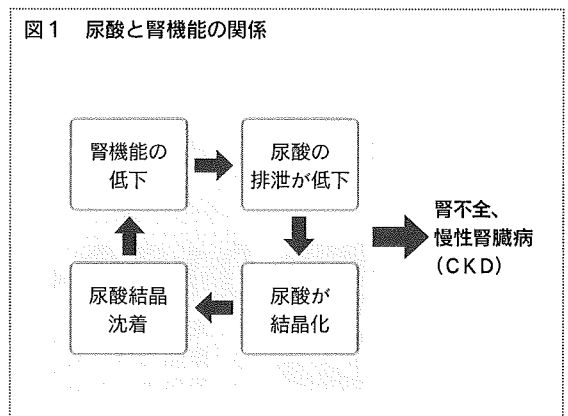 図1 尿酸と腎機能の関係
腎機能の
低下
尿酸の
排泄が低下
腎不全、
慢性腎臓病
(CKD)
尿酸結晶
沈着
尿酸が
結晶化